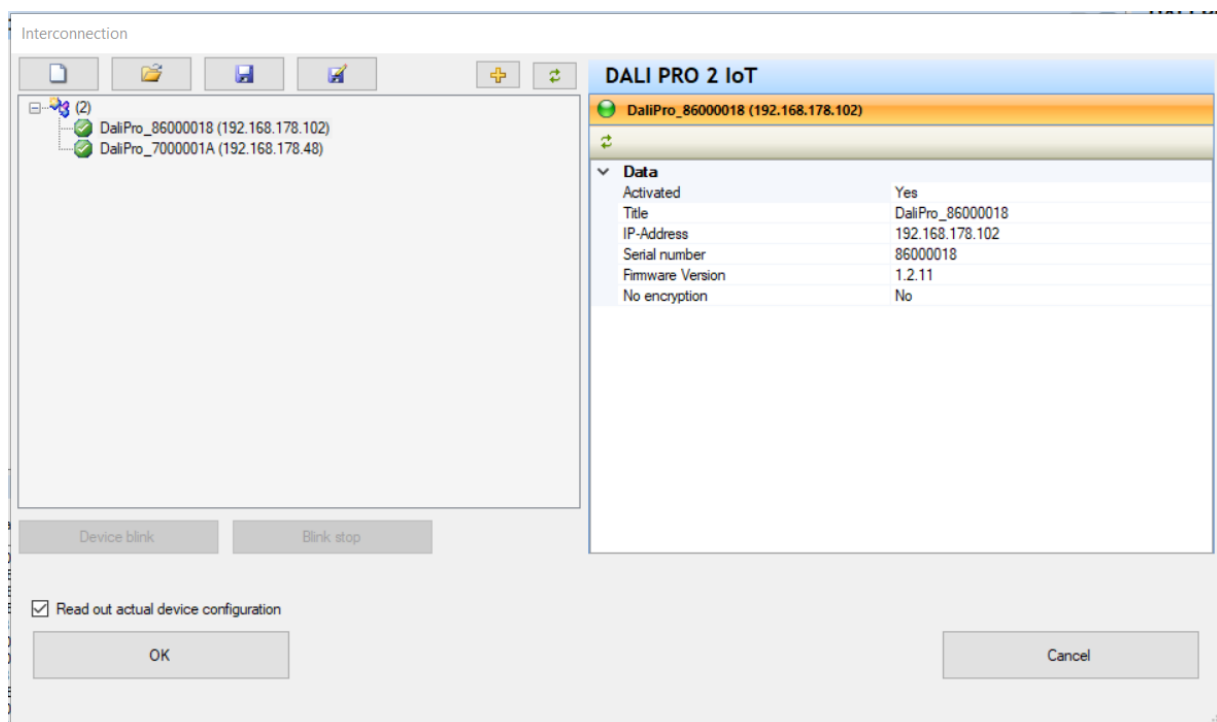 Interconnection
(2)
DaliPro_86000018 (192.168.178.102)
DaliPro_7000001A (192.168.178.48)
Device blink
Blink stop
Read out actual device configuration
OK
DALI PRO 2 IoT
DaliPro_86000018 (192.168.178.102)
Data
Activated Yes
Title DaliPro_86000018
IP-Address 192.168.178.102
Serial number 86000018
Firmware Version 1.2.11
No encryption No
Cancel